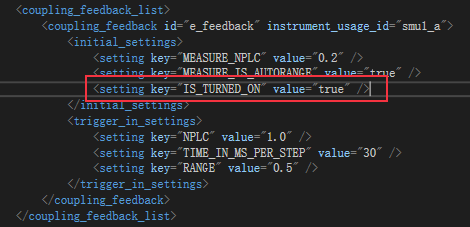 <coupling_feedback_list>
<coupling_feedback id="e_feedback" instrument_usage_id="smu1_a">
<initial_settings>
<setting key="MEASURE_NPLC" value="0.2" />
<setting key="MEASURE_IS_AUTORANGE" value="true" />
<setting key="IS_TURNED_ON" value="true" />
</initial_settings>
<trigger_in_settings>
<setting key="NPLC" value="1.0" />
<setting key="TIME_IN_MS_PER_STEP" value="30" />
<setting key="RANGE" value="0.5" />
</trigger_in_settings>
</coupling_feedback>
</coupling_feedback_list>